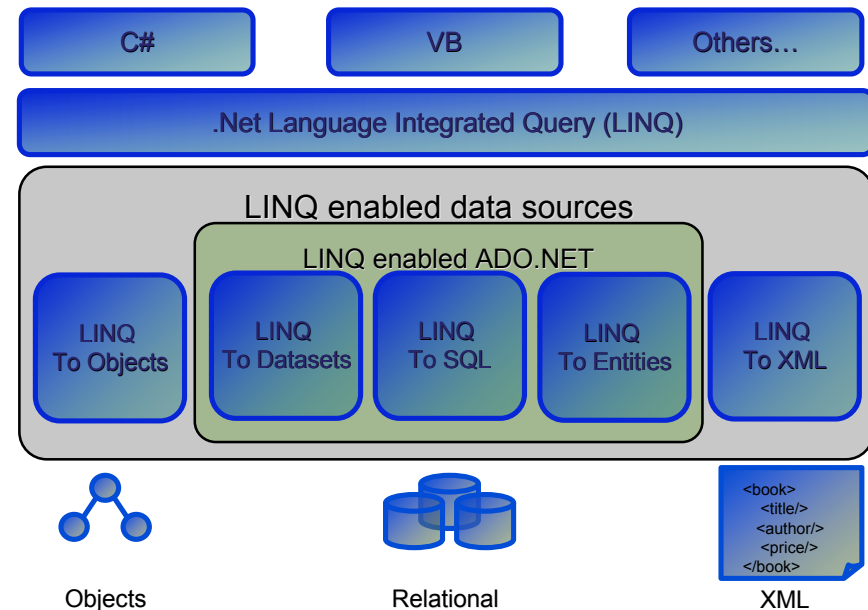 C#
VB
Others…
.Net Language Integrated Query (LINQ)
LINQ enabled data sources
LINQ enabled ADO.NET
LINQ
To Objects
LINQ
To Datasets
LINQ
To SQL
LINQ
To Entities
LINQ
To XML
<book>
<title/>
<author/>
<price/>
</book>
Objects
Relational
XML